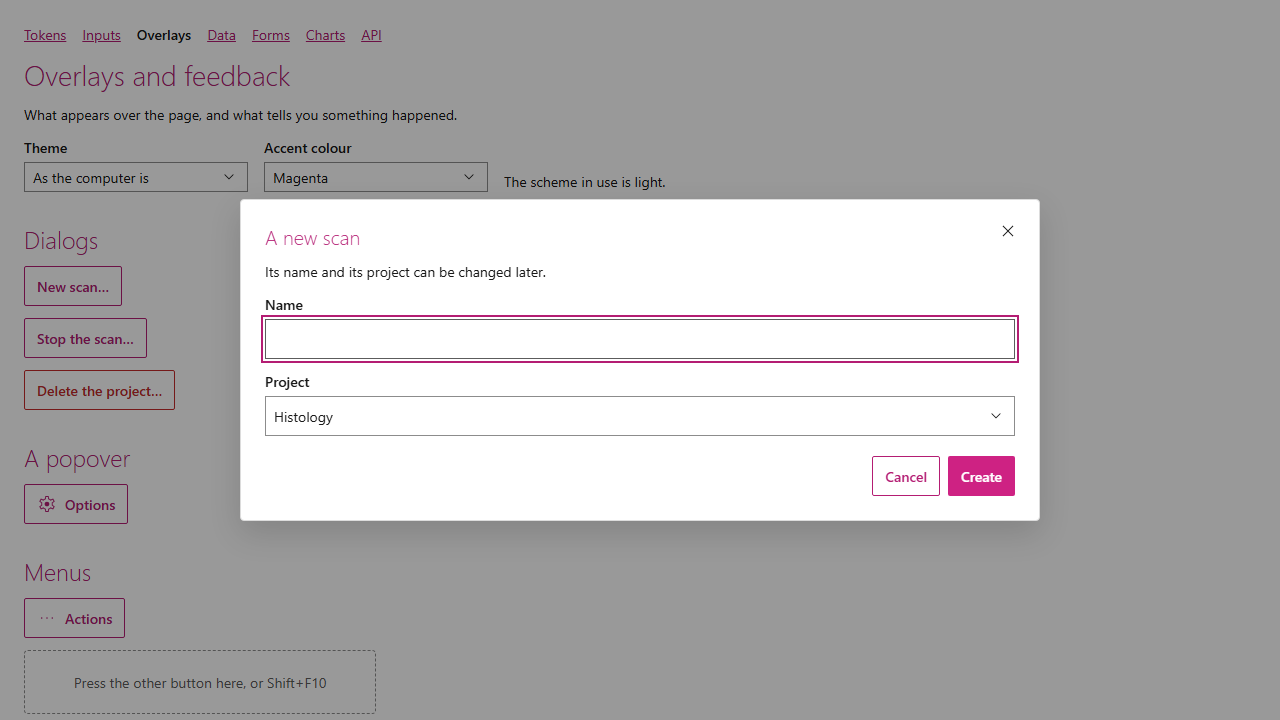 Tokens Inputs Overlays Data Forms Charts API
Overlays and feedback
What appears over the page, and what tells you something happened.
Theme Accent colour
As the computer is Magenta The scheme in use is light.
Dialogs
New scan...
Stop the scan...
Delete the project...
A popover
Options
Menus
Actions
Press the other button here, or Shift+F10
A new scan
Its name and its project can be changed later.
Name
Project
Histology
Cancel Create